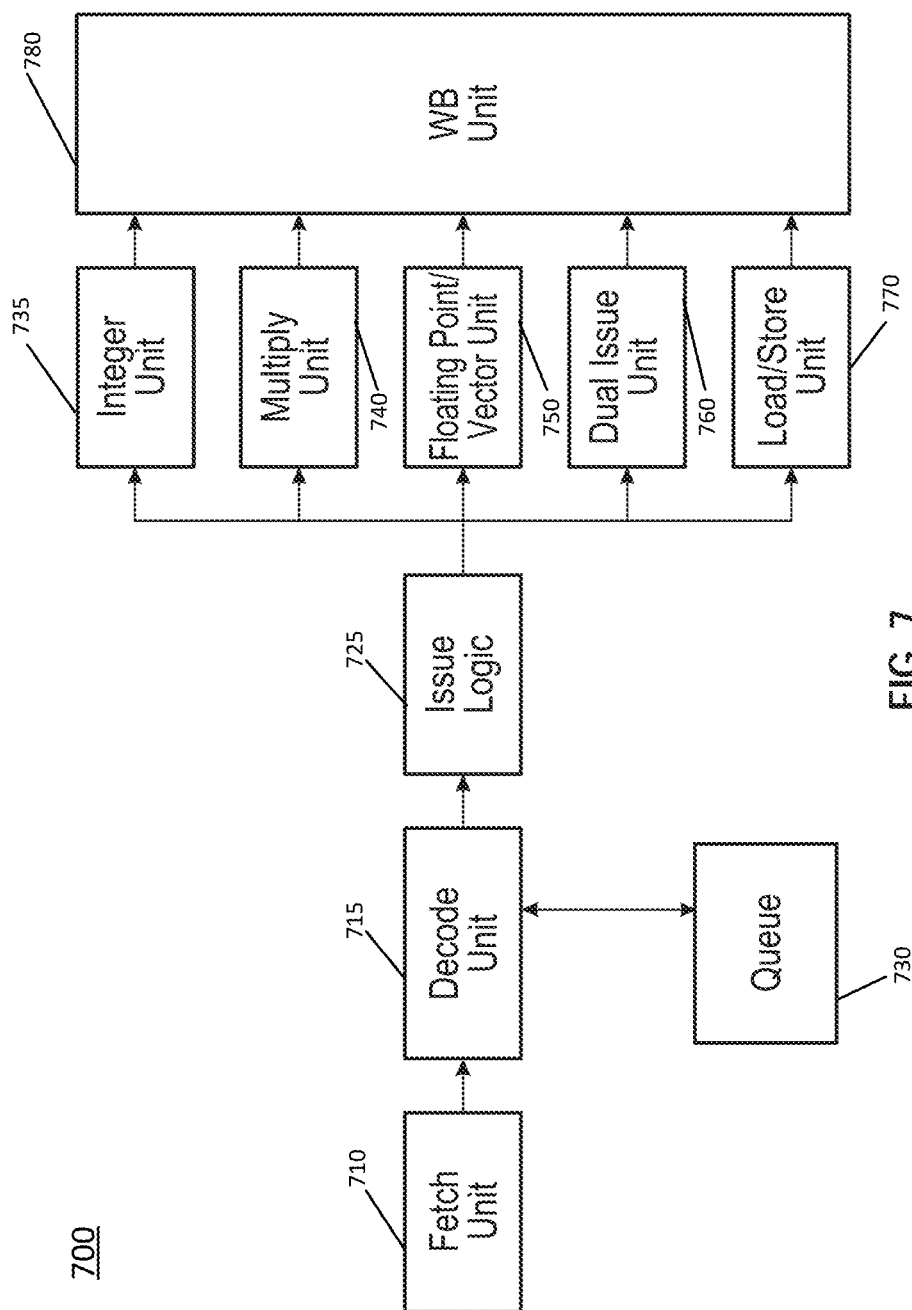 700
710
Fetch
Unit
715
Decode
Unit
Queue
730
725
Issue
Logic
735
Integer
Unit
Multiply
Unit
740
Floating Point/
Vector Unit
750
Dual Issue
Unit
760
Load/Store
Unit
770
780
WB
Unit
FIG. 7